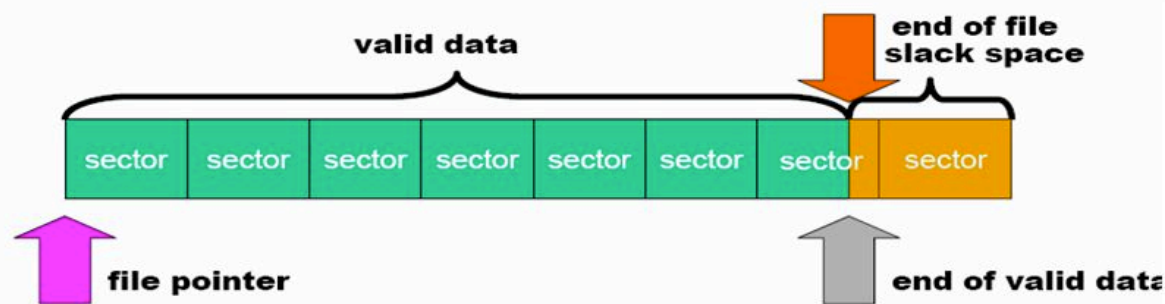 valid data
end of file
slack space
sector sector sector sector sector sector sector sector
file pointer
end of valid data